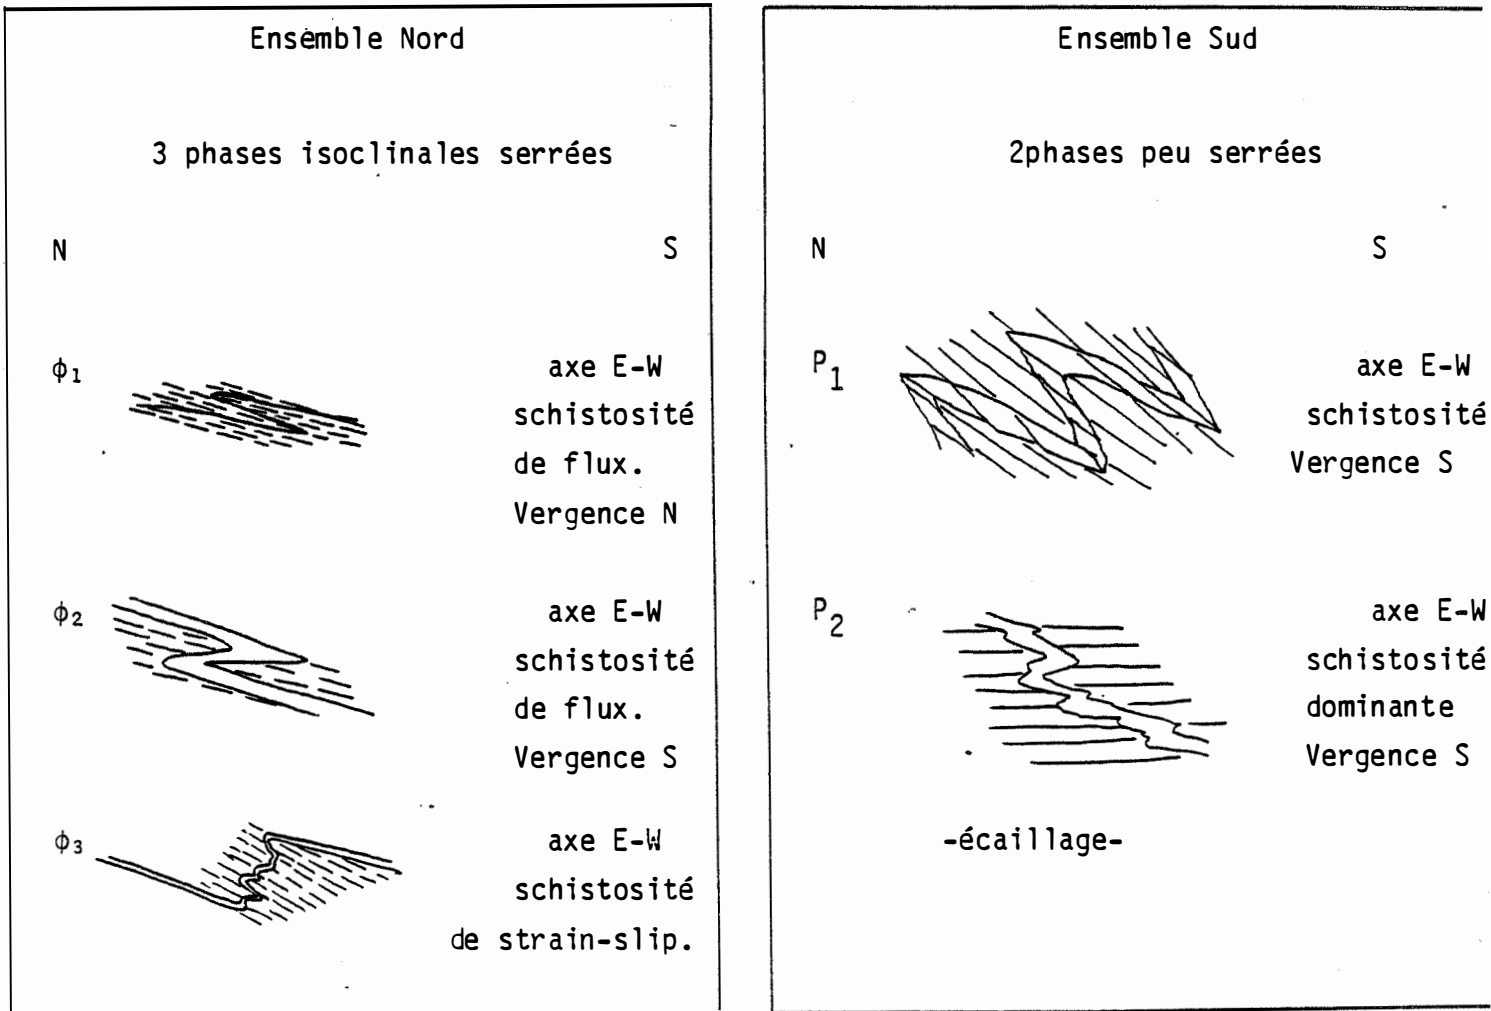 Ensemble Nord
3 phases isoclinales serrées
N S
ϕ1 axe E-W
schistosité
de flux.
Vergence N
ϕ2 axe E-W
schistosité
de flux.
Vergence S
ϕ3 axe E-W
schistosité
de strain-slip.
Ensemble Sud
2phases peu serrées
N S
P1 axe E-W
schistosité
Vergence S
P2 axe E-W
schistosité
dominante
Vergence S
-écaillage-